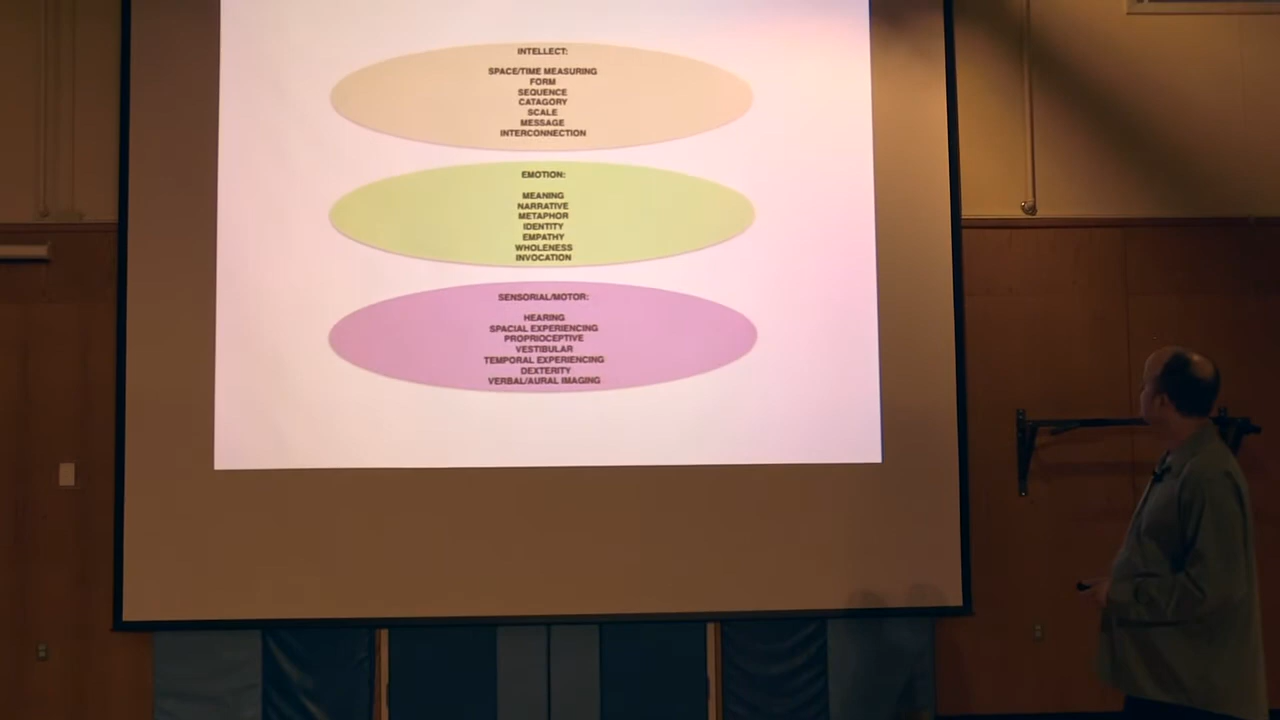 INTELLECT:
SPACE/TIME MEASURING
FORM
SEQUENCE
CATAGORY
SCALE
MESSAGE
INTERCONNECTION
EMOTION:
MEANING
NARRATIVE
METAPHOR
IDENTITY
EMPATHY
WHOLENESS
INVOCATION
SENSORIAL/MOTOR:
HEARING
SPACIAL EXPERIENCING
PROPRIOCEPTIVE
VESTIBULAR
TEMPORAL EXPERIENCING
DEXTERITY
VERBAL/AURAL IMAGING